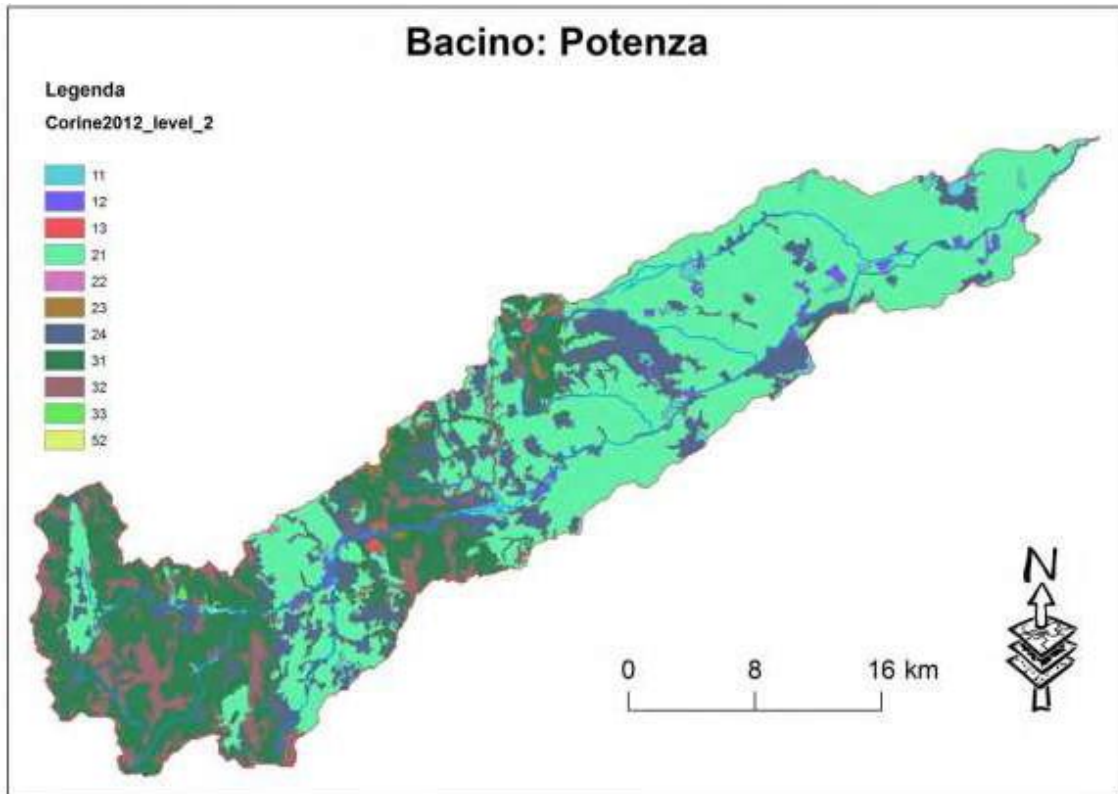 Bacino: Potenza
Legenda
Corine2012_level_2
11
12
13
21
22
23
24
31
32
33
52
N
0 8 16 km